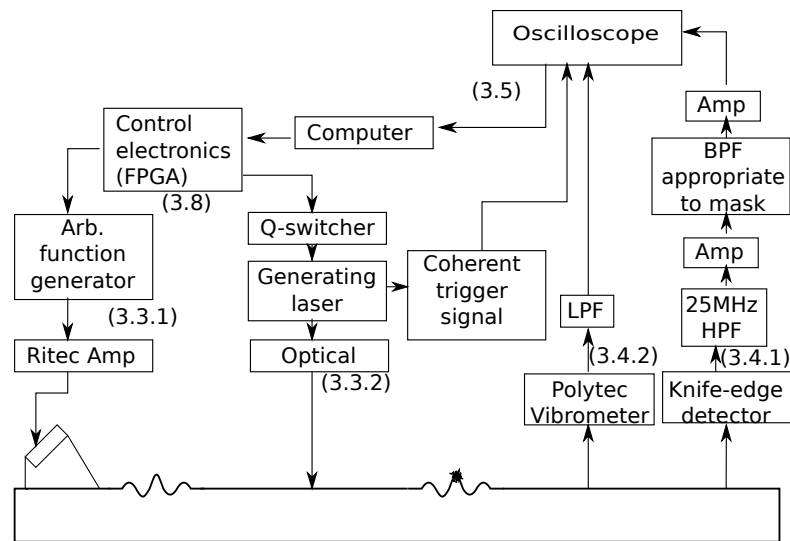 Oscilloscope
(3.5)
Amp
Computer
Control
electronics
(FPGA)
(3.8)
BPF
appropriate
to mask
Arb.
function
generator
Q-switcher
Generating
laser
Coherent
trigger
signal
Amp
LPF
25MHz
HPF
(3.3.1)
Ritec Amp
Optical
(3.3.2)
(3.4.2)
(3.4.1)
Polytec
Vibrometer
Knife-edge
detector